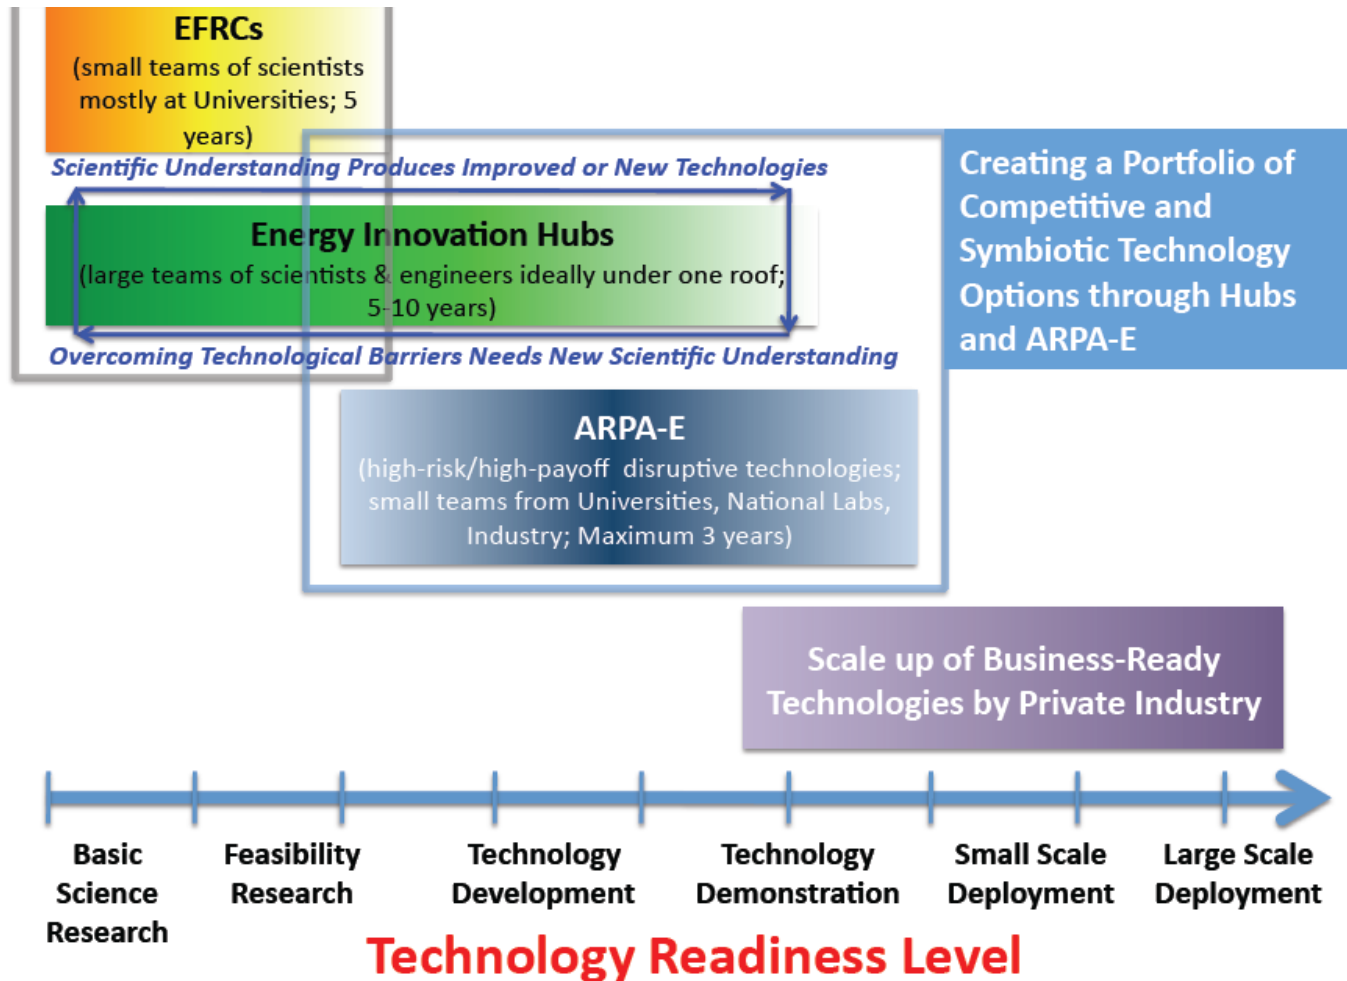 EFRCs
(small teams of scientists
mostly at Universities; 5
years)
Scientific Understanding Produces Improved or New Technologies
Energy Innovation Hubs
(large teams of scientists & engineers ideally under one roof;
5-10 years)
Overcoming Technological Barriers Needs New Scientific Understanding
Creating a Portfolio of
Competitive and
Symbiotic Technology
Options through Hubs
and ARPA-E
ARPA-E
(high-risk/high-payoff disruptive technologies;
small teams from Universities, National Labs,
Industry; Maximum 3 years)
Scale up of Business-Ready
Technologies by Private Industry
Basic
Science
Research
Feasibility
Research
Technology
Development
Technology
Demonstration
Small Scale
Deployment
Large Scale
Deployment
Technology Readiness Level